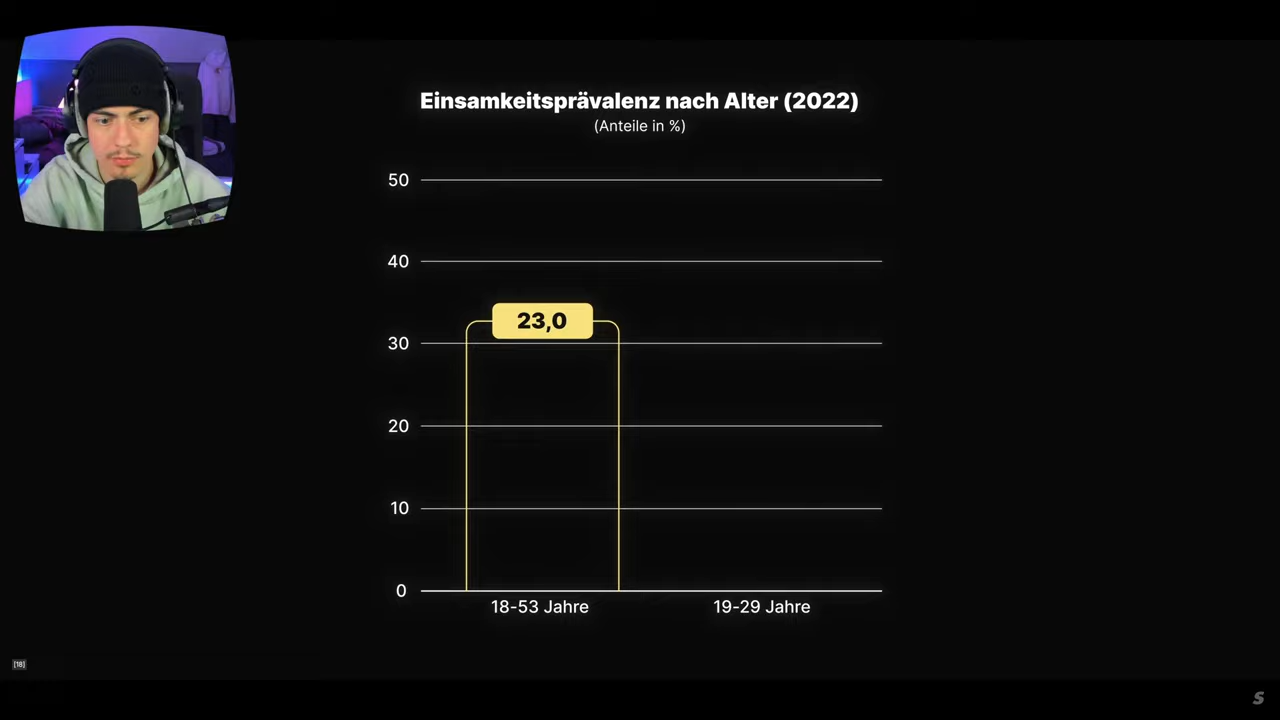 Einsamkeitsprävalenz nach Alter (2022)
(Anteile in %)
50
40
23,0
30
20
10
0
18-53 Jahre
19-29 Jahre
[18]
S